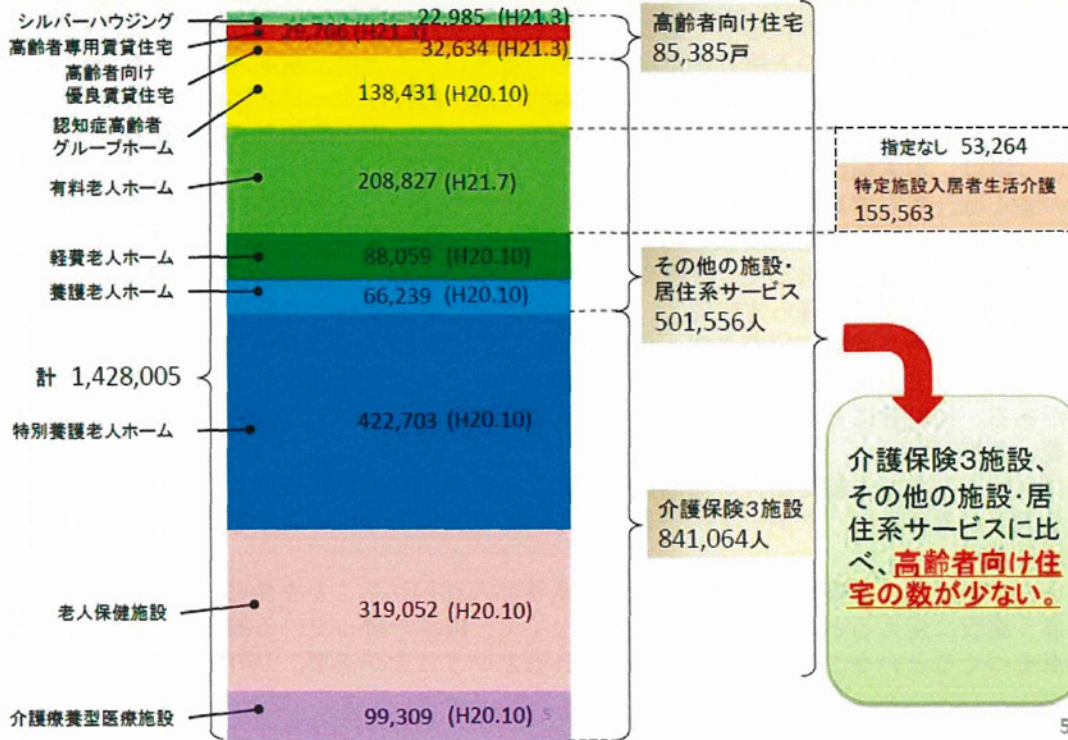 シルバーハウジング
高齢者専用賃貸住宅
高齢者向け
優良賃貸住宅
認知症高齢者
グループホーム
有料老人ホーム
軽費老人ホーム
養護老人ホーム
計 1,428,005
特別養護老人ホーム
老人保健施設
介護療養型医療施設
22,985 (H21.3)
29,766 (H21.3)
32,634 (H21.3)
138,431 (H20.10)
208,827 (H21.7)
88,059 (H20.10)
66,239 (H20.10)
422,703 (H20.10)
319,052 (H20.10)
99,309 (H20.10) 5
高齢者向け住宅
85,385戸
その他の施設・
居住系サービス
501,556人
介護保険3施設
841,064人
指定なし 53,264
特定施設入居者生活介護
155,563
介護保険3施設、
その他の施設・居
住系サービスに比
べ、高齢者向け住
宅の数が少ない。
5